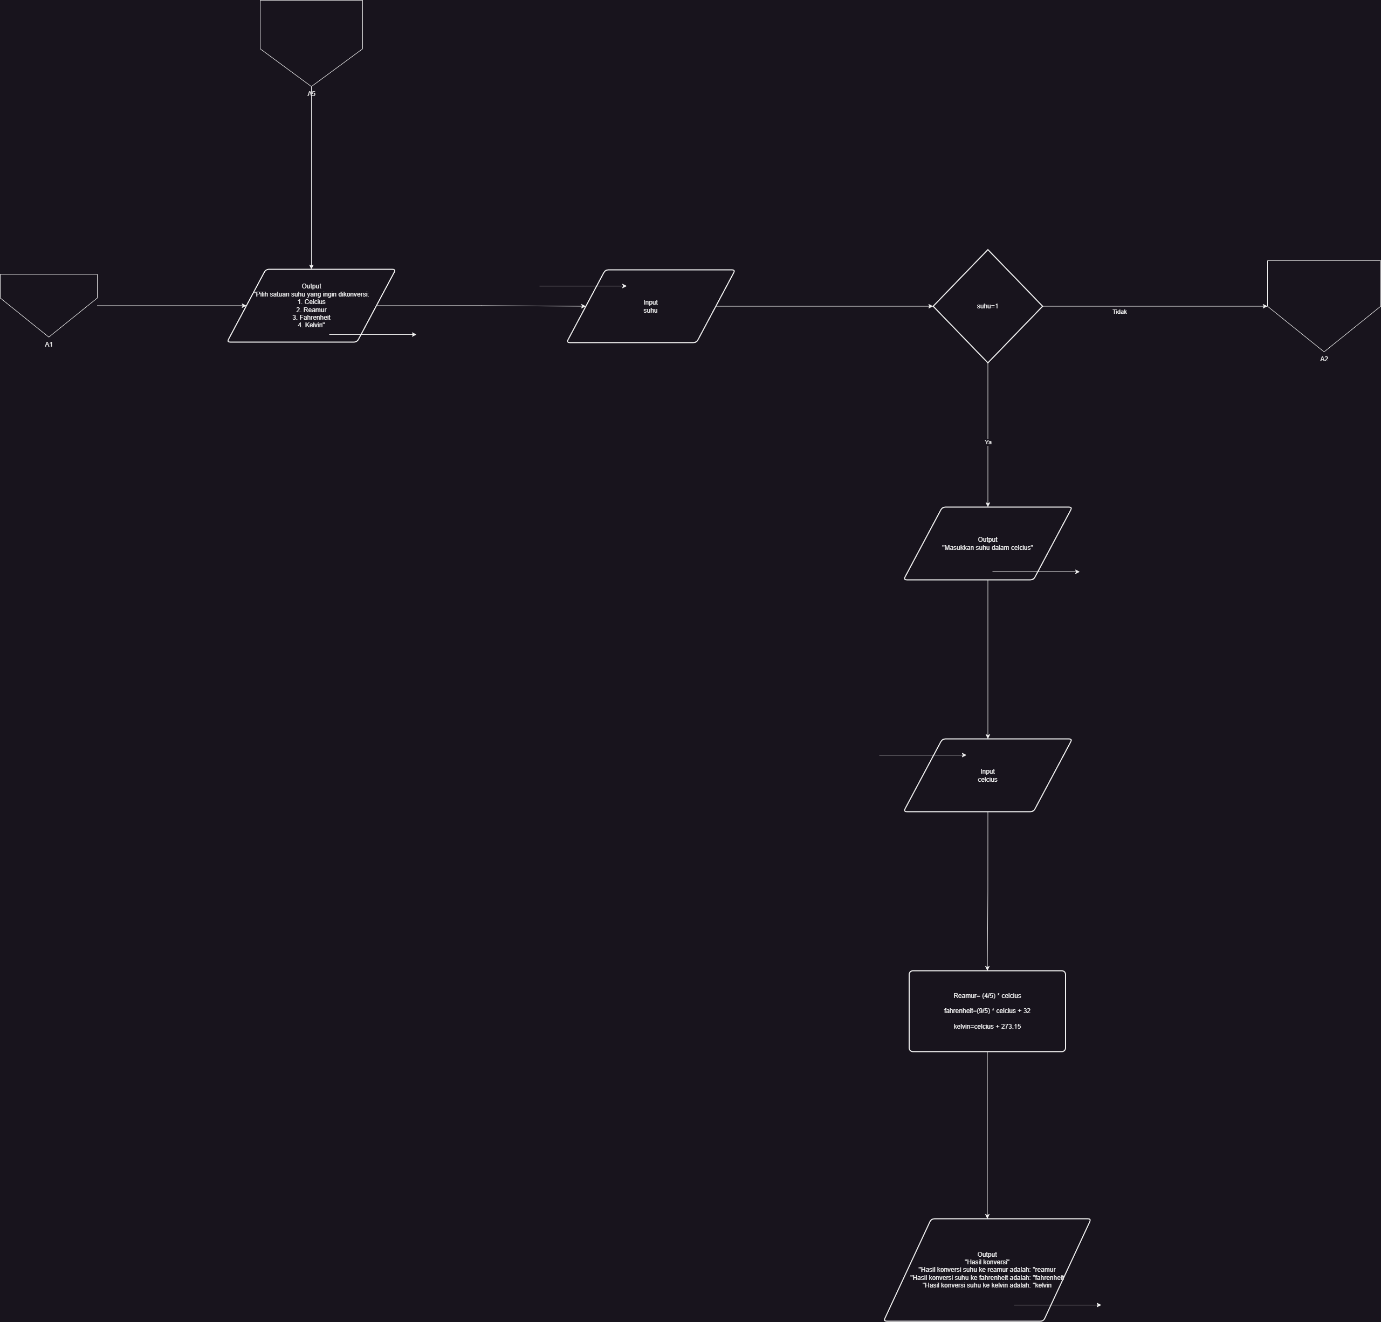 A5
Output
"Pilih satuan suhu yang ingin dikonversi:
1. Celcius
2. Reamur
3. Fahrenheit
4. Kelvin"
Input
suhu
suhu=1
Tidak
A1
A2
Ya
Output
"Masukkan suhu dalam celcius"
Input
celcius
Reamur= (4/5) * celcius
fahrenheit=(9/5) * celcius + 32
kelvin=celcius + 273.15
Output
"Hasil konversi"
"Hasil konversi suhu ke reamur adalah: "reamur
"Hasil konversi suhu ke fahrenheit adalah: "fahrenheit
"Hasil konversi suhu ke kelvin adalah: "kelvin